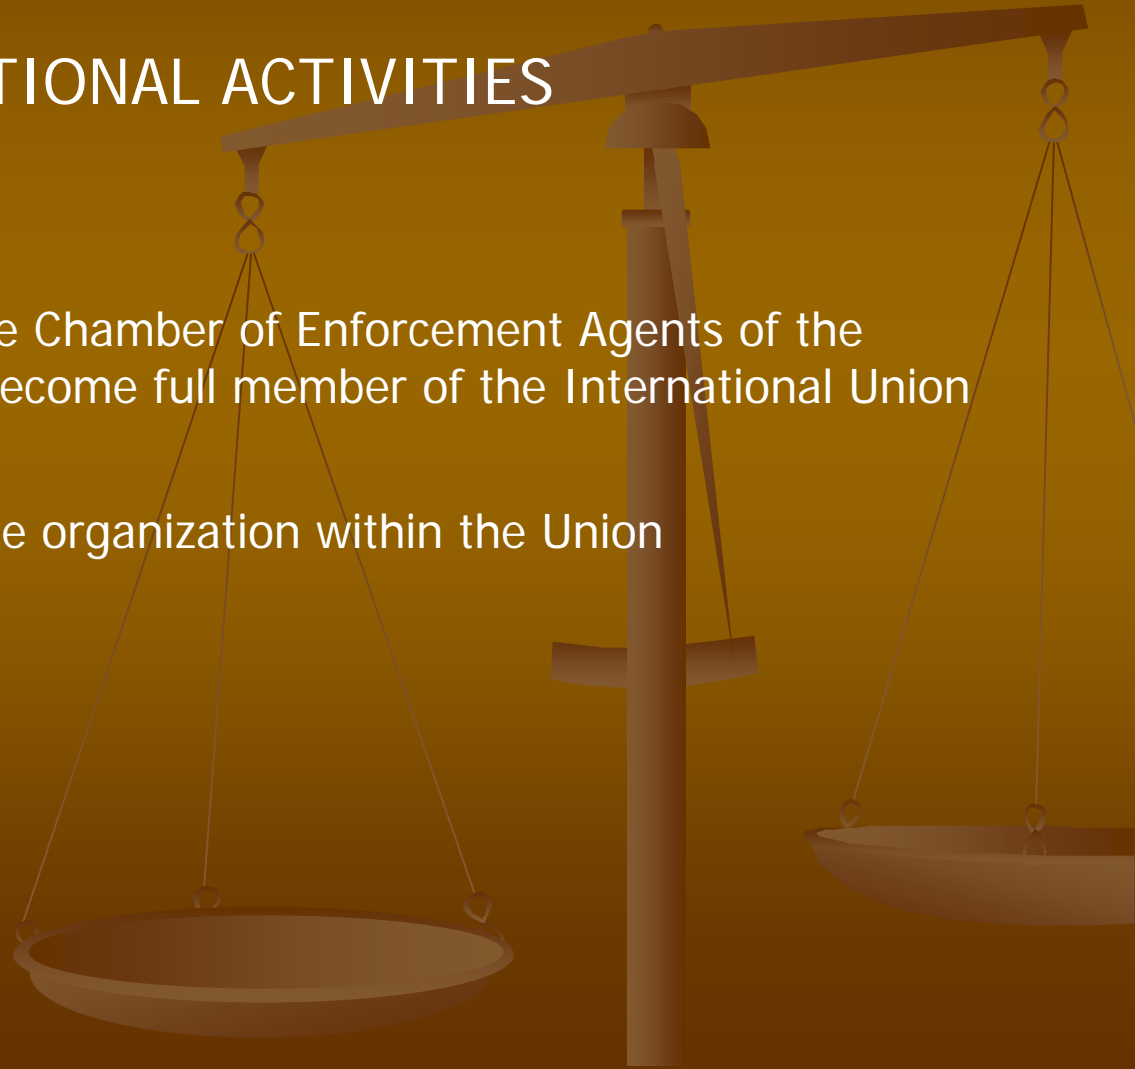 TIONAL ACTIVITIES
e Chamber of Enforcement Agents of the
ecome full member of the International Union
e organization within the Union